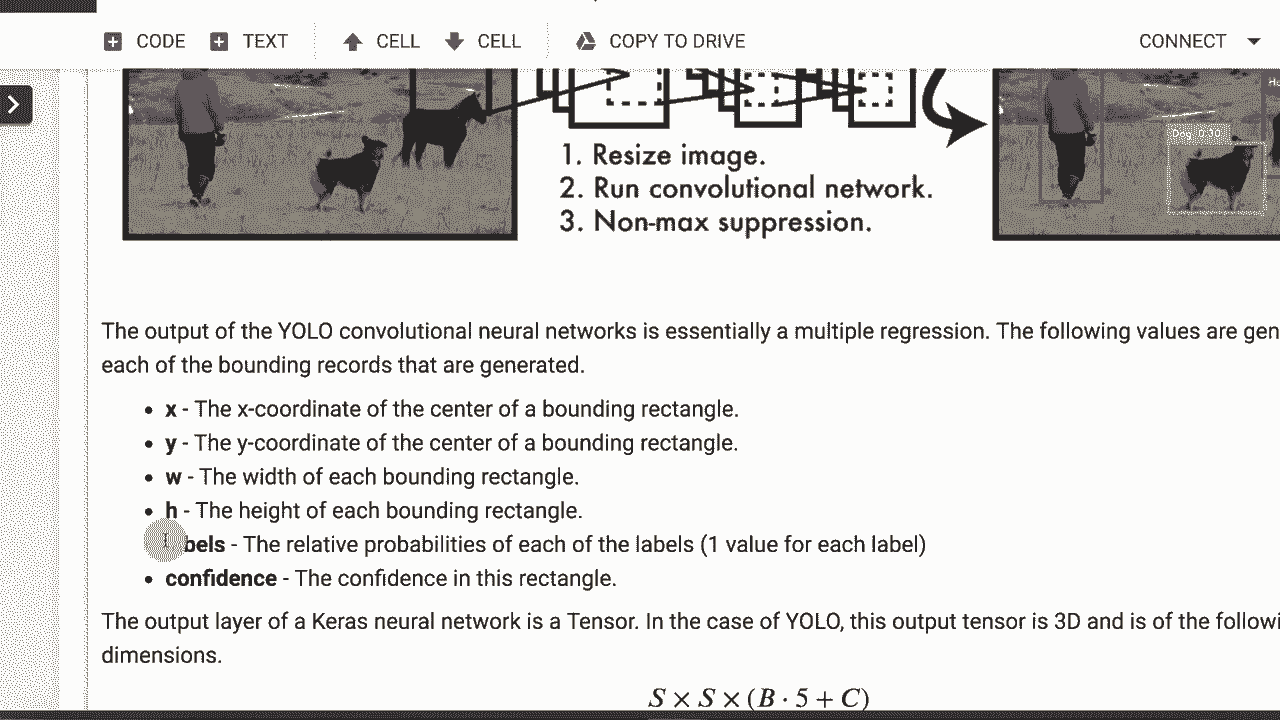 CODE TEXT CELL CELL COPY TO DRIVE CONNECT
Dog: 0.30
1. Resize image.
2. Run convolutional network.
3. Non-max suppression.
The output of the YOLO convolutional neural networks is essentially a multiple regression. The following values are gen
each of the bounding records that are generated.
• x - The x-coordinate of the center of a bounding rectangle.
• y - The y-coordinate of the center of a bounding rectangle.
• w - The width of each bounding rectangle.
• h - The height of each bounding rectangle.
bels - The relative probabilities of each of the labels (1 value for each label)
• confidence - The confidence in this rectangle.
The output layer of a Keras neural network is a Tensor. In the case of YOLO, this output tensor is 3D and is of the followi
dimensions.
S × S × (B · 5 + C)